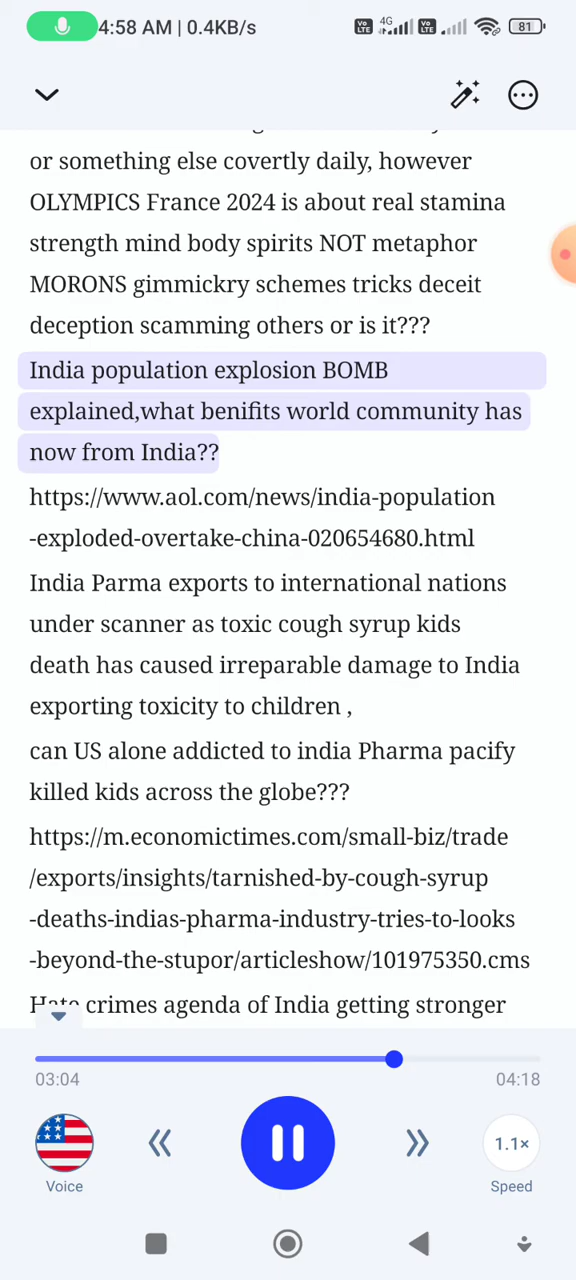 4:58 AM | 0.4KB/s
Vo LTE
4G
Vo LTE
81
or something else covertly daily, however
OLYMPICS France 2024 is about real stamina
strength mind body spirits NOT metaphor
MORONS gimmickry schemes tricks deceit
deception scamming others or is it???
India population explosion BOMB
explained,what benifits world community has
now from India??
https://www.aol.com/news/india-population
-exploded-overtake-china-020654680.html
India Parma exports to international nations
under scanner as toxic cough syrup kids
death has caused irreparable damage to India
exporting toxicity to children ,
can US alone addicted to india Pharma pacify
killed kids across the globe???
https://m.economictimes.com/small-biz/trade
/exports/insights/tarnished-by-cough-syrup
-deaths-indias-pharma-industry-tries-to-looks
-beyond-the-stupor/articleshow/101975350.cms
Hate crimes agenda of India getting stronger
03:04
04:18
1.1×
Voice
Speed